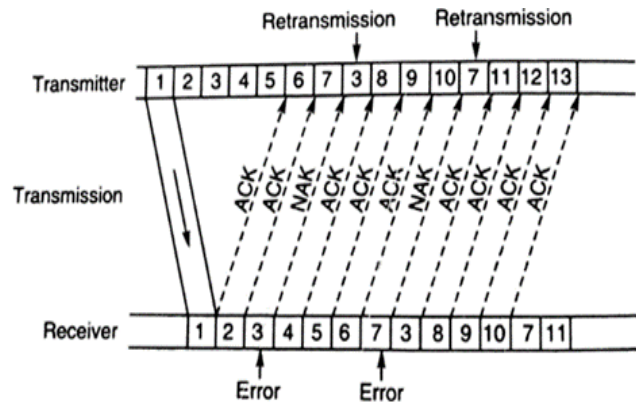 Retransmission Retransmission
Transmitter 1 2 3 4 5 6 7 3 8 9 10 7 11 12 13
Transmission ACK ACK NAK ACK ACK ACK NAK ACK ACK ACK ACK
Receiver 1 2 3 4 5 6 7 3 8 9 10 7 11
Error Error